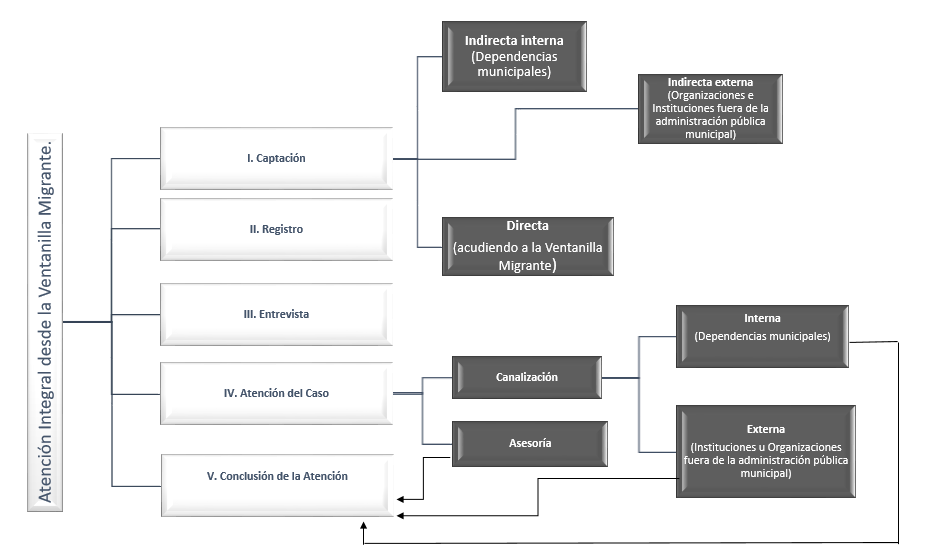 Atención Integral desde la Ventanilla Migrante.
I. Captación
Indirecta interna
(Dependencias
municipales)
Indirecta externa
(Organizaciones e
Instituciones fuera de la
administración pública
municipal)
Directa
(acudiendo a la Ventanilla
Migrante)
II. Registro
III. Entrevista
IV. Atención del Caso
Canalización
Interna
(Dependencias municipales)
Externa
(Instituciones u Organizaciones
fuera de la administración pública
municipal)
Asesoría
V. Conclusión de la Atención